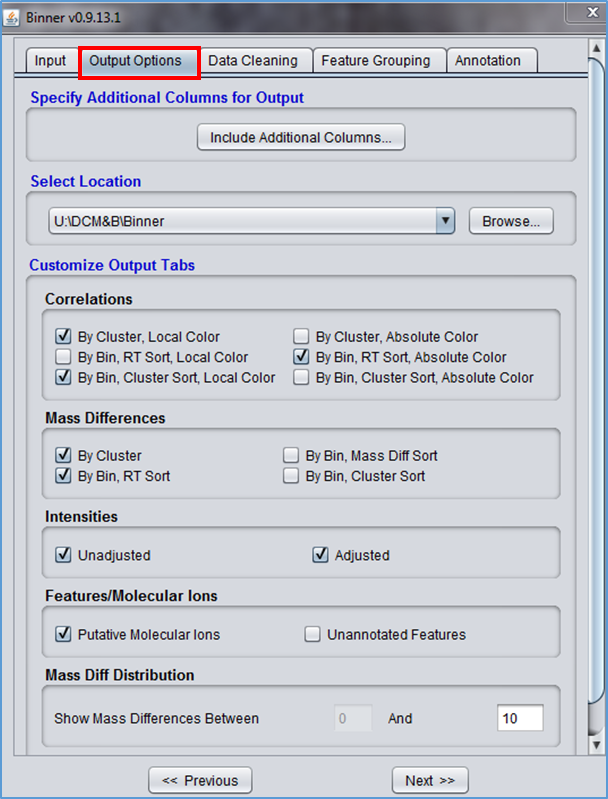 Binner v0.9.13.1
Input Output Options Data Cleaning Feature Grouping Annotation
Specify Additional Columns for Output
Include Additional Columns...
Select Location
U:\DCM&B\Binner Browse...
Customize Output Tabs
Correlations
By Cluster, Local Color By Cluster, Absolute Color
By Bin, RT Sort, Local Color By Bin, RT Sort, Absolute Color
By Bin, Cluster Sort, Local Color By Bin, Cluster Sort, Absolute Color
Mass Differences
By Cluster By Bin, Mass Diff Sort
By Bin, RT Sort By Bin, Cluster Sort
Intensities
Unadjusted Adjusted
Features/Molecular Ions
Putative Molecular Ions Unannotated Features
Mass Diff Distribution
Show Mass Differences Between 0 And 10
<< Previous Next >>